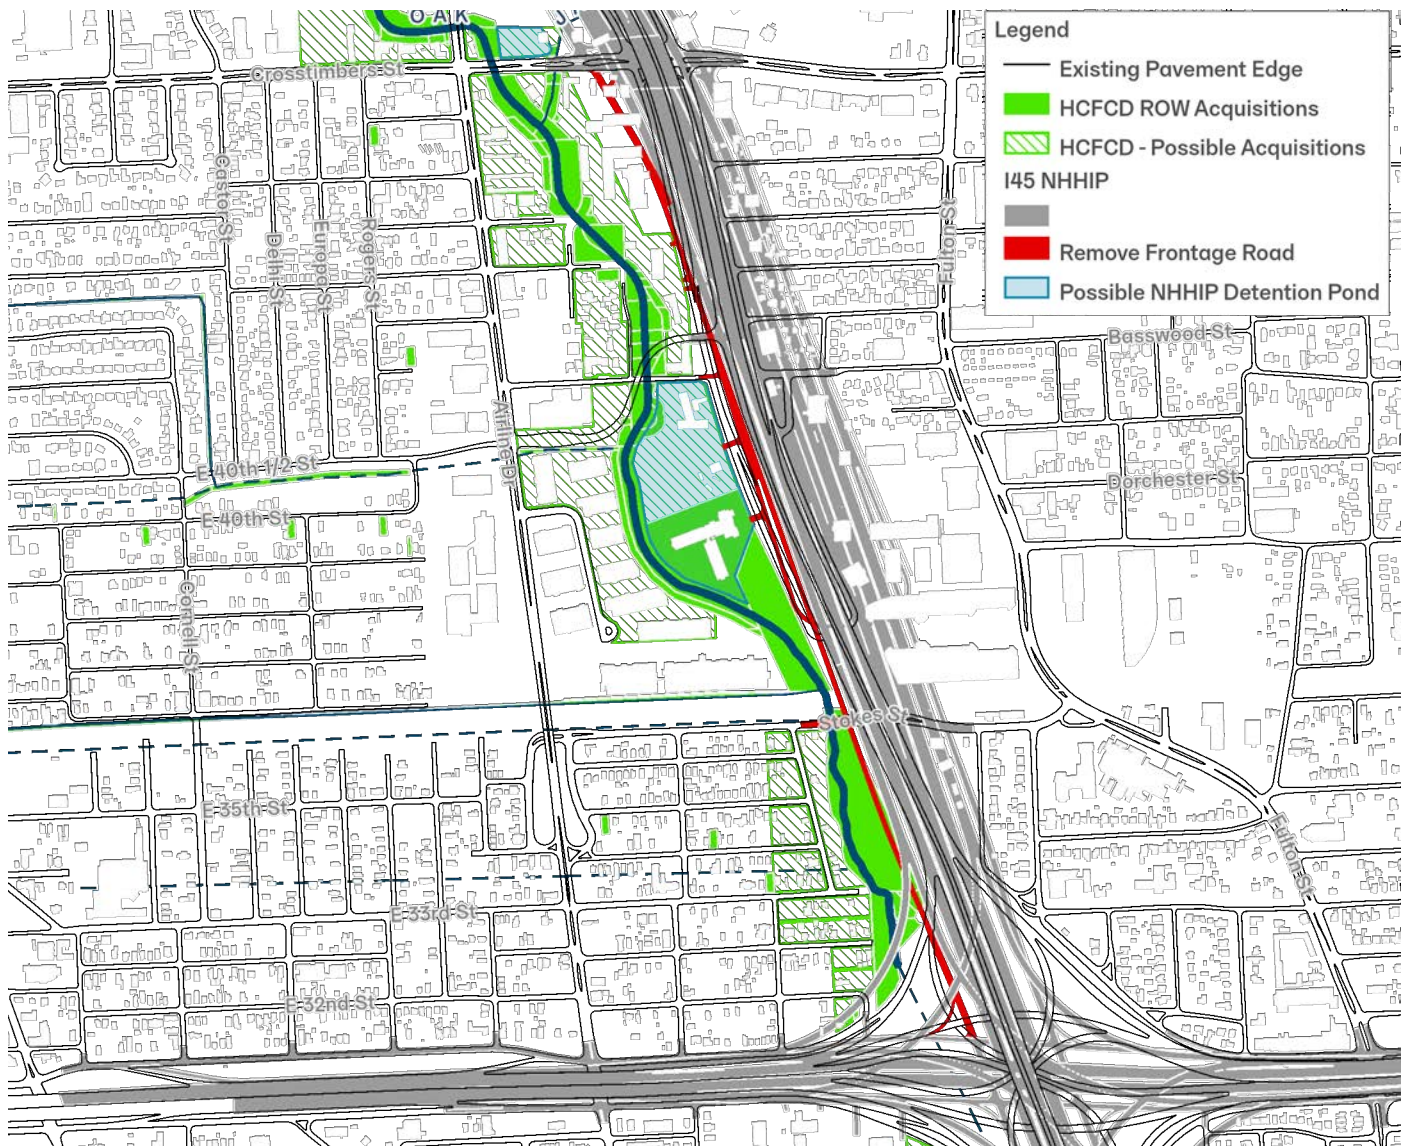 OAK
Legend
Existing Pavement Edge
HCFCD ROW Acquisitions
HCFCD - Possible Acquisitions
I45 NHHIP
Remove Frontage Road
Possible NHHIP Detention Pond
Crosstimbers St
Castor St
Delhi St
Europa St
Rogers St
Fulton St
Basswood St
Airline Dr
E 40th 1/2 St
Dorchester St
E 40th St
Cornell St
Stokes St
E 35th St
Fulton St
E 33rd St
E 32nd St